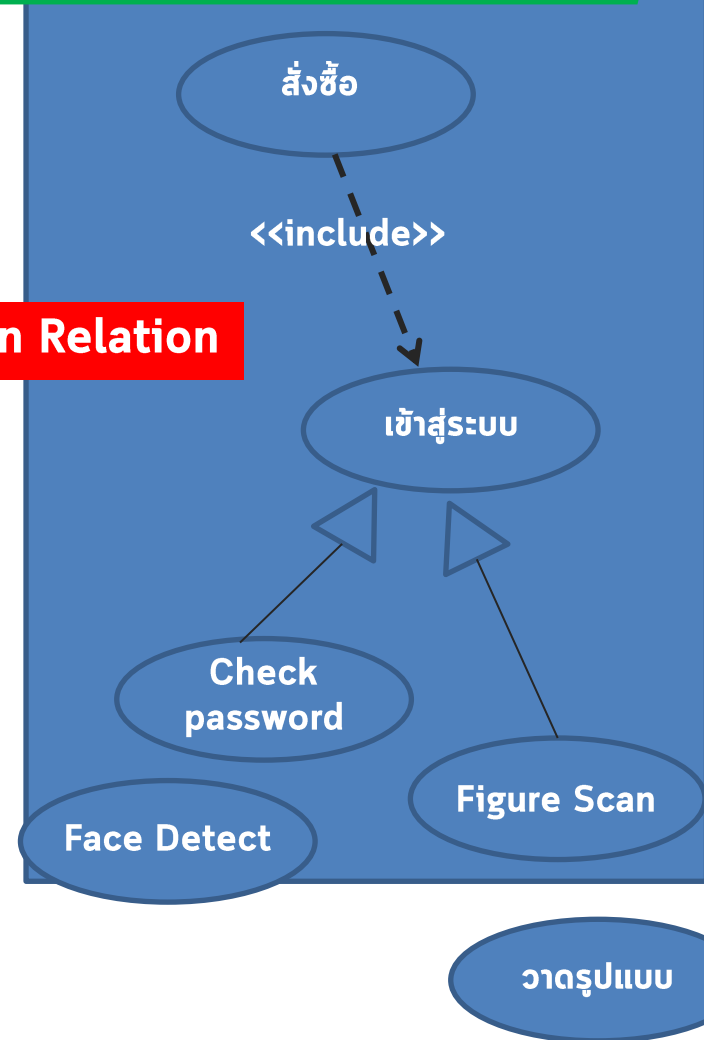 สั่งซื้อ
<<include>>
n Relation
เข้าสู่ระบบ
Check
password
Figure Scan
Face Detect
วาดรูปแบบ